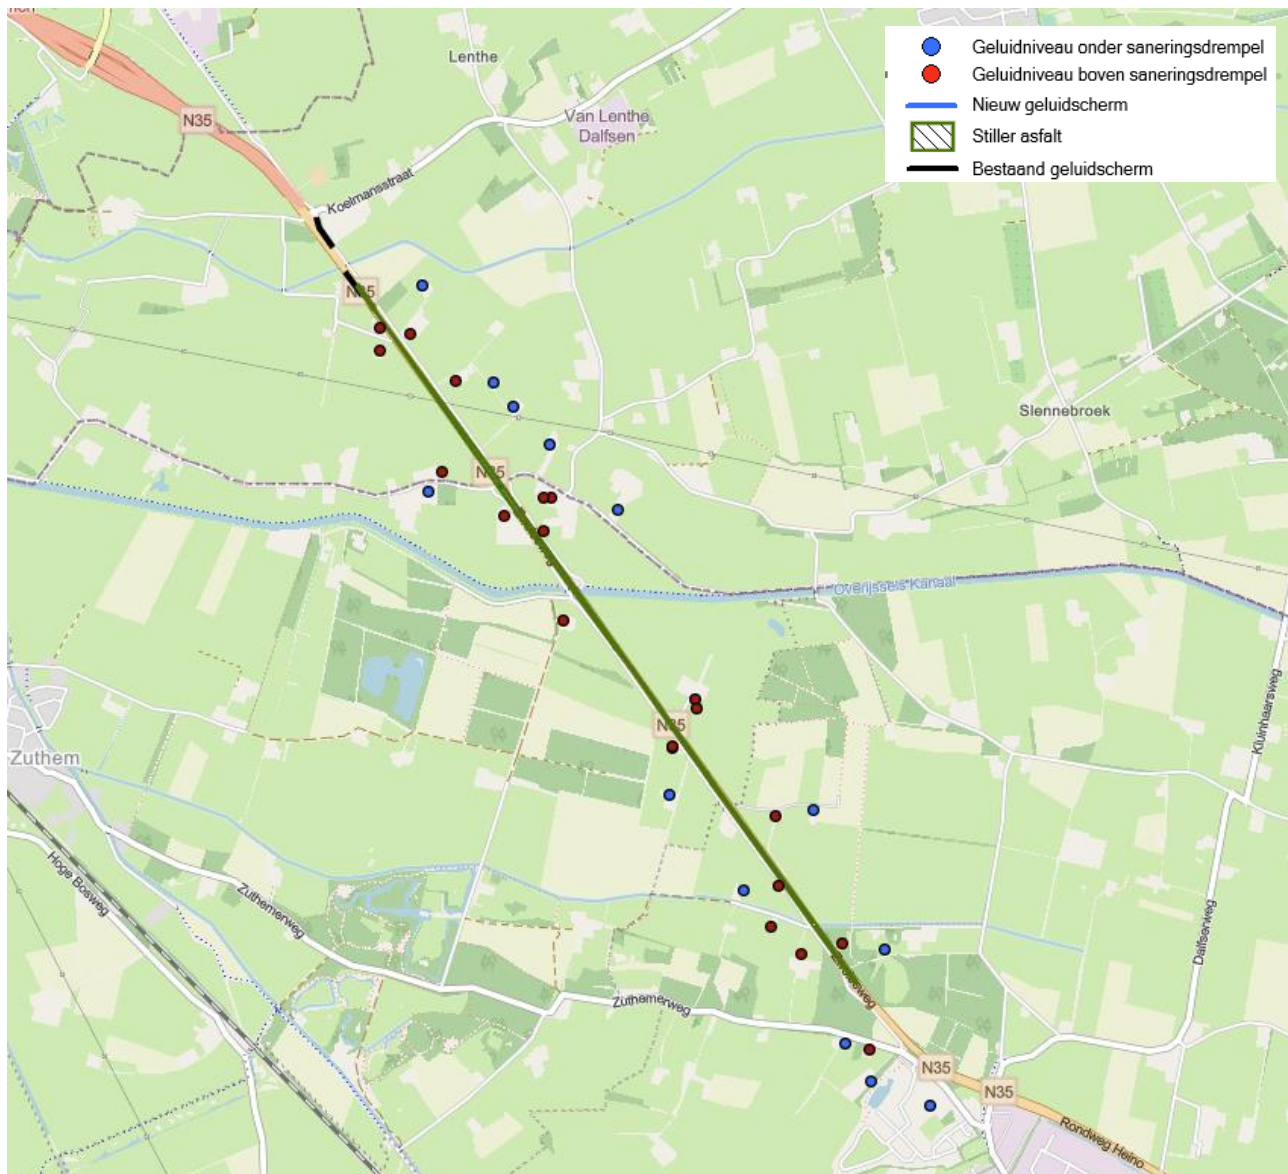 Geluidniveau onder saneringsdrempel
Geluidniveau boven saneringsdrempel
Nieuw geluidscherm
Stiller asfalt
Bestaand geluidscherm
Lenthe
N35
Van Lenthe
Dalfsen
Koelmansstraat
N35
Slennebroek
N35
Overijssels Kanaal
Kluinhaarsweg
N35
Zuthem
Hoge Bosweg
Zuthemerweg
Dalfserweg
Zuthemerweg
N35
N35
Rondweg Heino